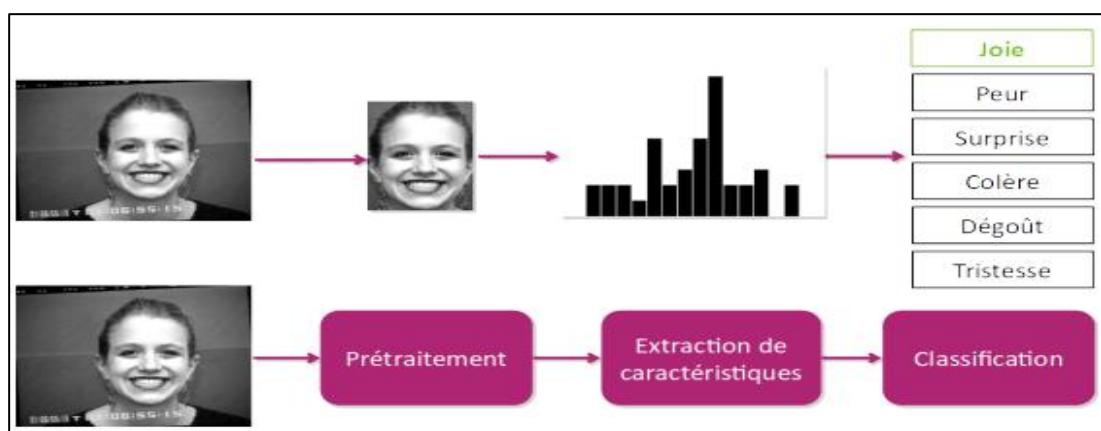 Joie
Peur
Surprise
Colère
Dégoût
Tristesse
Prétraitement
Extraction de
caractéristiques
Classification